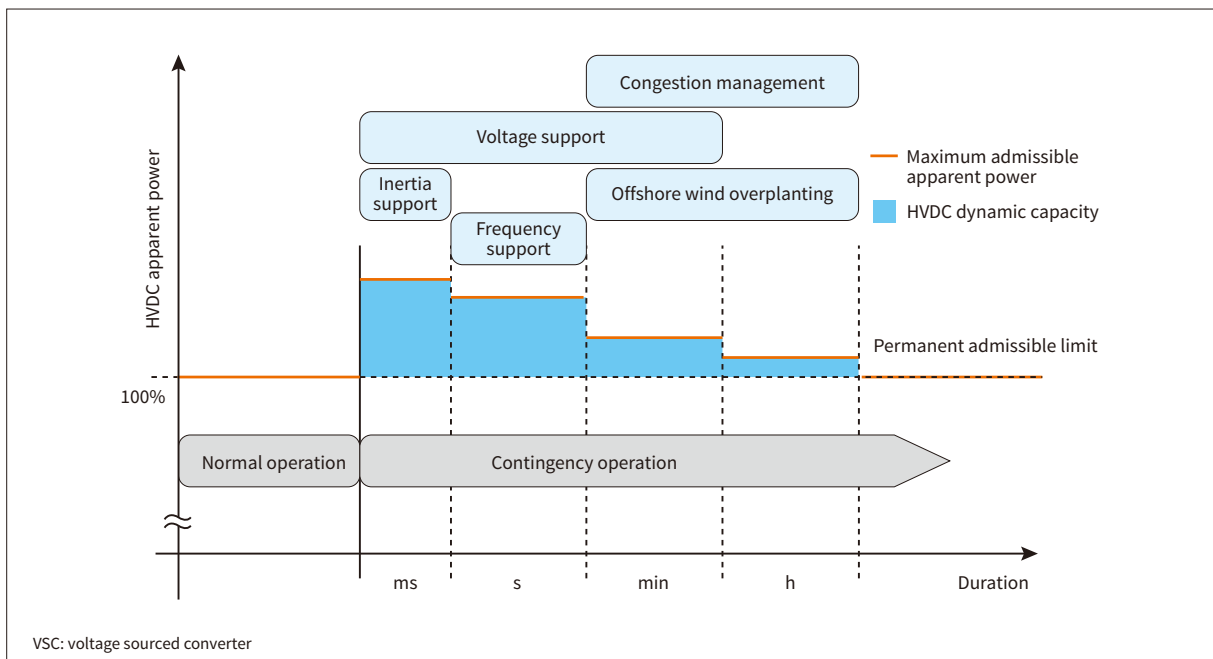 Congestion management
Voltage support
Inertia
support
Offshore wind overplanting
Frequency
support
Maximum admissible
apparent power
HVDC dynamic capacity
HVDC apparent power
Permanent admissible limit
100%
Normal operation
Contingency operation
ms
s
min
h
Duration
VSC: voltage sourced converter